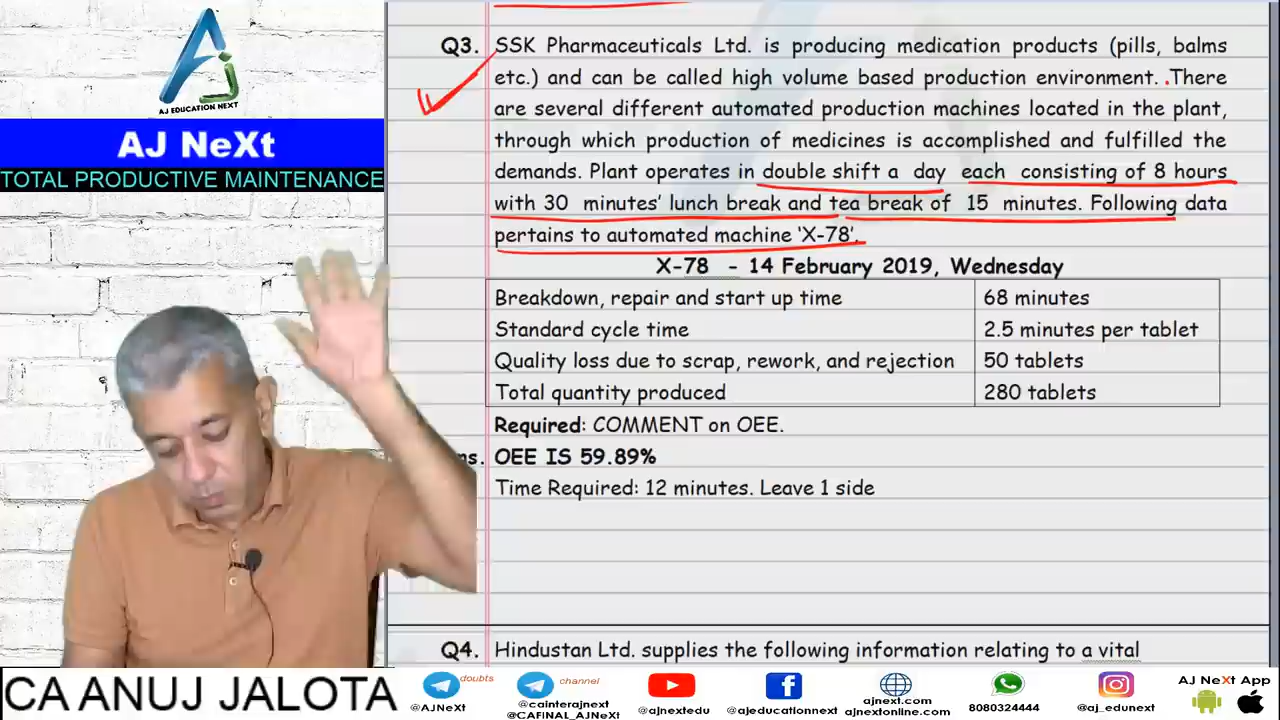 AJ EDUCATION NEXT
AJ NeXt
TOTAL PRODUCTIVE MAINTENANCE
Q3. SSK Pharmaceuticals Ltd. is producing medication products (pills, balms
etc.) and can be called high volume based production environment. .There
are several different automated production machines located in the plant,
through which production of medicines is accomplished and fulfilled the
demands. Plant operates in double shift a day each consisting of 8 hours
with 30 minutes' lunch break and tea break of 15 minutes. Following data
pertains to automated machine 'X-78'.
X-78 - 14 February 2019, Wednesday
Breakdown, repair and start up time 68 minutes
Standard cycle time 2.5 minutes per tablet
Quality loss due to scrap, rework, and rejection 50 tablets
Total quantity produced 280 tablets
Required: COMMENT on OEE.
ns. OEE IS 59.89%
Time Required: 12 minutes. Leave 1 side
Q4. Hindustan Ltd. supplies the following information relating to a vital
CA ANUJ JALOTA
doubts
@AJNeXt
channel
@cainterajnext
@CAFINAL_AJNeXt
@ajnextedu
@ajeducationnext
ajnext.com
ajnextonline.com
8080324444
@aj_edunext
AJ NeXt App